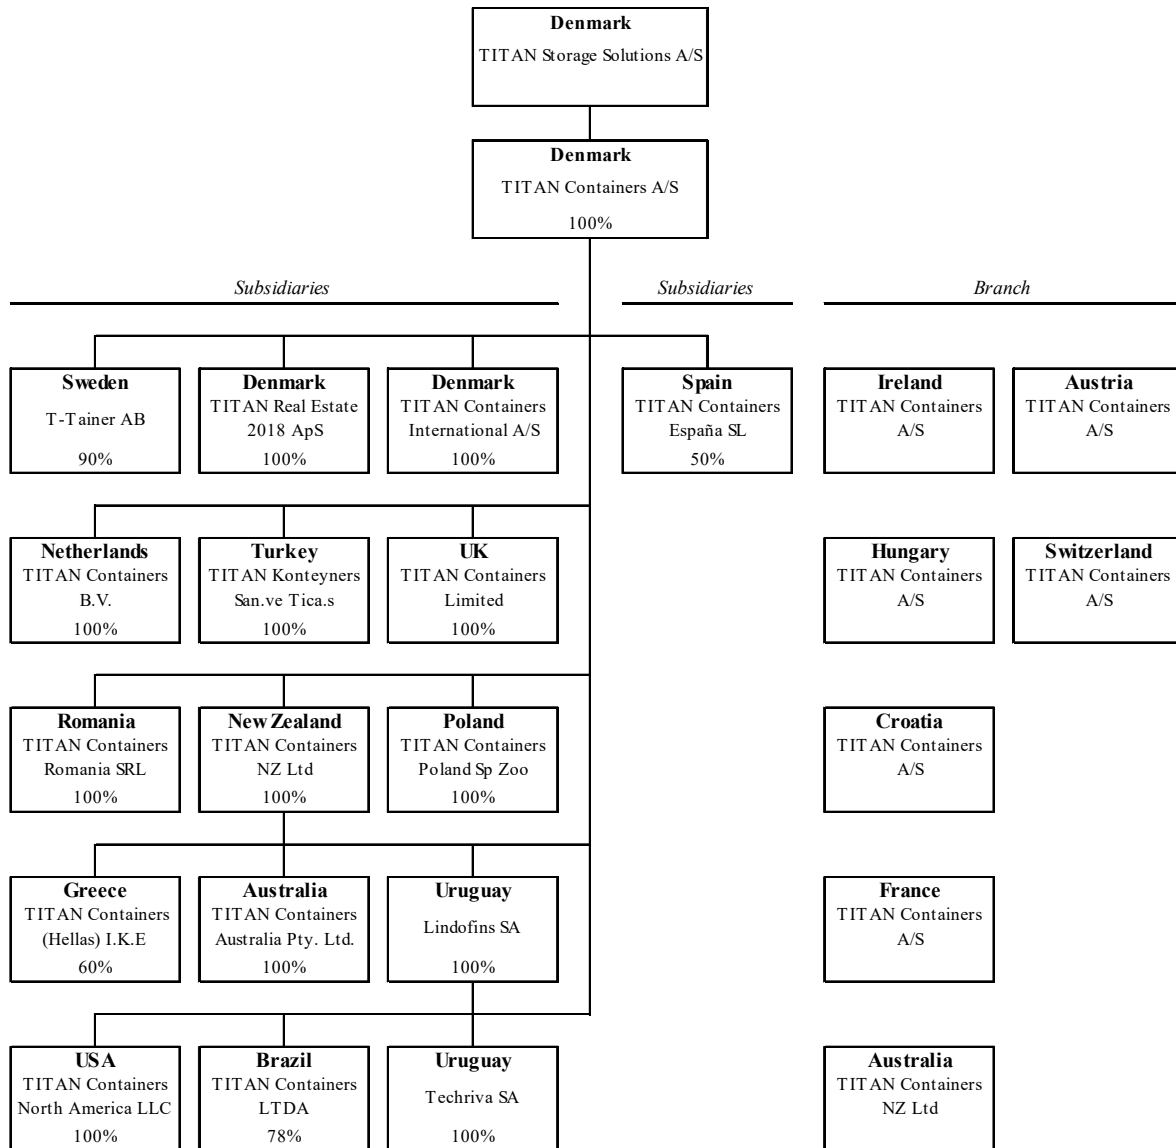 Denmark
TITAN Storage Solutions A/S
Denmark
TITAN Containers A/S
100%
Subsidiaries
Subsidiaries
Branch
Sweden
T-Tainer AB
90%
Denmark
TITAN Real Estate
2018 ApS
100%
Denmark
TITAN Containers
International A/S
100%
Spain
TITAN Containers
España SL
50%
Ireland
TITAN Containers
A/S
Austria
TITAN Containers
A/S
Netherlands
TITAN Containers
B.V.
100%
Turkey
TITAN Konteyners
San.ve Tica.s
100%
UK
TITAN Containers
Limited
100%
Hungary
TITAN Containers
A/S
Switzerland
TITAN Containers
A/S
Romania
TITAN Containers
Romania SRL
100%
New Zealand
TITAN Containers
NZ Ltd
100%
Poland
TITAN Containers
Poland Sp Zoo
100%
Croatia
TITAN Containers
A/S
Greece
TITAN Containers
(Hellas) I.K.E
60%
Australia
TITAN Containers
Australia Pty. Ltd.
100%
Uruguay
Lindofins SA
100%
France
TITAN Containers
A/S
USA
TITAN Containers
North America LLC
100%
Brazil
TITAN Containers
LTDA
78%
Uruguay
Techriva SA
100%
Australia
TITAN Containers
NZ Ltd